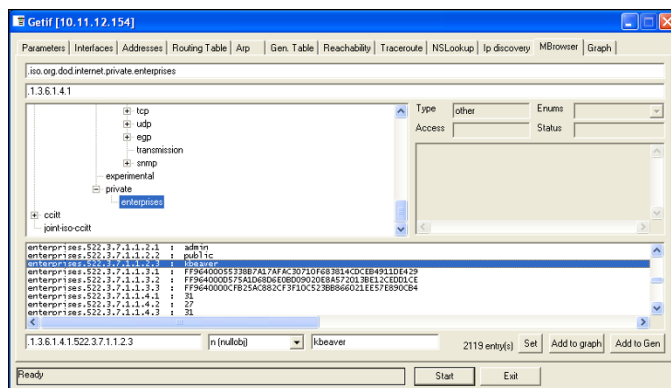 Getif [10.11.12.154]
Parameters Interfaces Addresses Routing Table Arp Gen. Table Reachability Traceroute NSLookup Ip discovery MBrowser Graph
.iso.org.dod.internet.private.enterprises
.1.3.6.1.4.1
tcp
udp
egp
transmission
snmp
experimental
private
enterprises
ccitt
joint-iso-ccitt
Type other Enums
Access Status
enterprises.522.3.7.1.1.2.1 : admin
enterprises.522.3.7.1.1.2.2 : public
enterprises.522.3.7.1.1.2.3 : kbeaver
enterprises.522.3.7.1.1.3.1 : FF96400055338B7A17AFAC30710F683814CDCEB4911DE429
enterprises.522.3.7.1.1.3.2 : FF964000D575A1D68D6E0BD09020E8A572013BE12CEDD1CE
enterprises.522.3.7.1.1.3.3 : FF964000CFB25AC882CF3F10C523BB866021EE57E890CB4
enterprises.522.3.7.1.1.4.1 : 31
enterprises.522.3.7.1.1.4.2 : 27
enterprises.522.3.7.1.1.4.3 : 31
.1.3.6.1.4.1.522.3.7.1.1.2.3 n (nullobj) kbeaver 2119 entry(s) Set Add to graph Add to Gen
Ready Start Exit